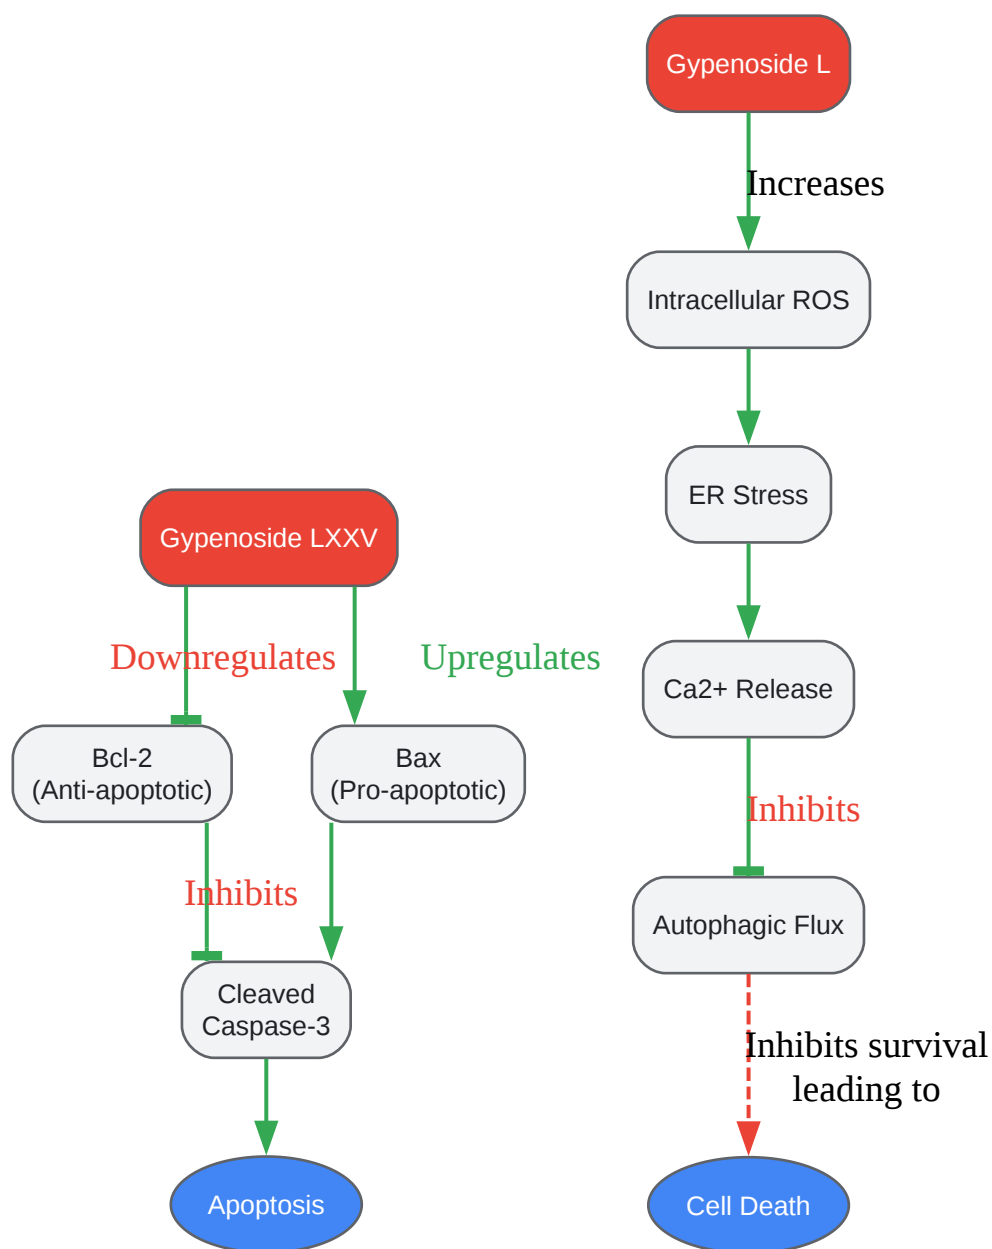 Gypenoside L
Increases
Intracellular ROS
ER Stress
Gypenoside LXXV
Downregulates
Upregulates
Ca2+ Release
Bcl-2
(Anti-apoptotic)
Bax
(Pro-apoptotic)
Inhibits
Inhibits
Autophagic Flux
Cleaved
Caspase-3
Inhibits survival
leading to
Apoptosis
Cell Death